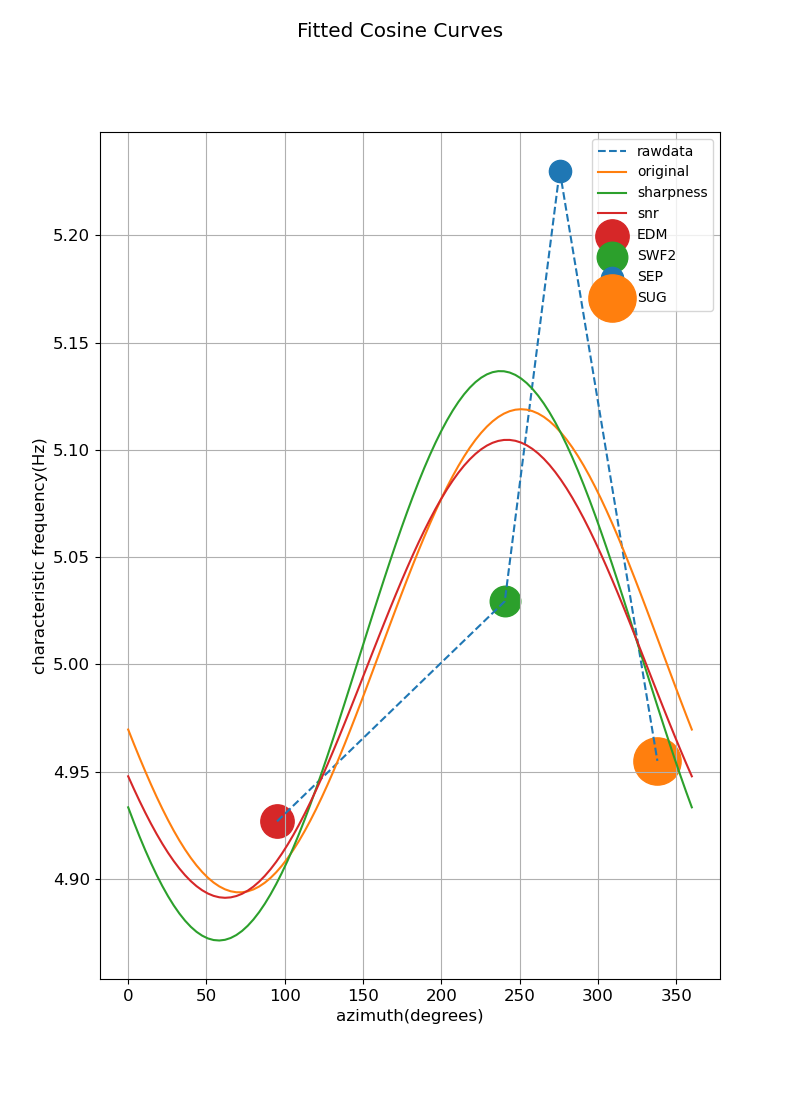 Fitted Cosine Curves
rawdata
original
sharpness
snr
EDM
SWF2
SEP
SUG
5.20
5.15
5.10
5.05
5.00
4.95
4.90
characteristic frequency(Hz)
0 50 100 150 200 250 300 350
azimuth(degrees)